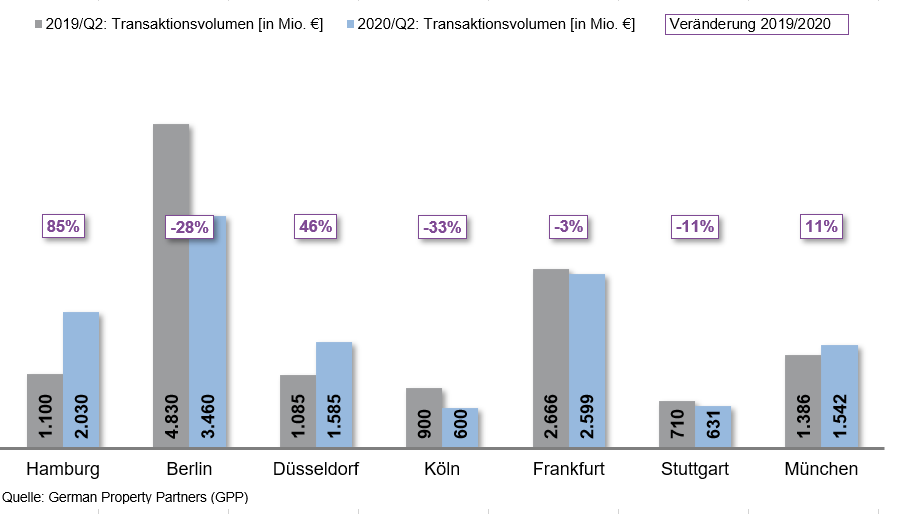 2019/Q2: Transaktionsvolumen [in Mio. €] 2020/Q2: Transaktionsvolumen [in Mio. €] Veränderung 2019/2020
85% -28% 46% -33% -3% -11% 11%
1.100 2.030 4.830 3.460 1.085 1.585 900 600 2.666 2.599 710 631 1.386 1.542
Hamburg Berlin Düsseldorf Köln Frankfurt Stuttgart München
Quelle: German Property Partners (GPP)